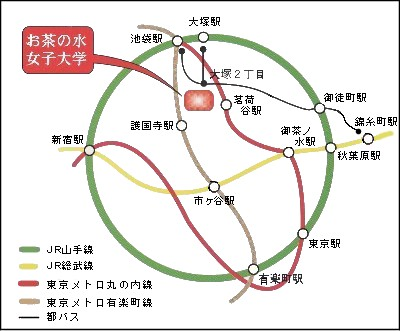 大塚駅
池袋駅
お茶の水
女子大学
大塚2丁目
茗荷
谷駅
御徒町駅
錦糸町駅
護国寺駅
新宿駅
御茶ノ
水駅
秋葉原駅
市ヶ谷駅
東京駅
有楽町駅
JR山手線
JR総武線
東京メトロ丸の内線
東京メトロ有楽町線
都バス